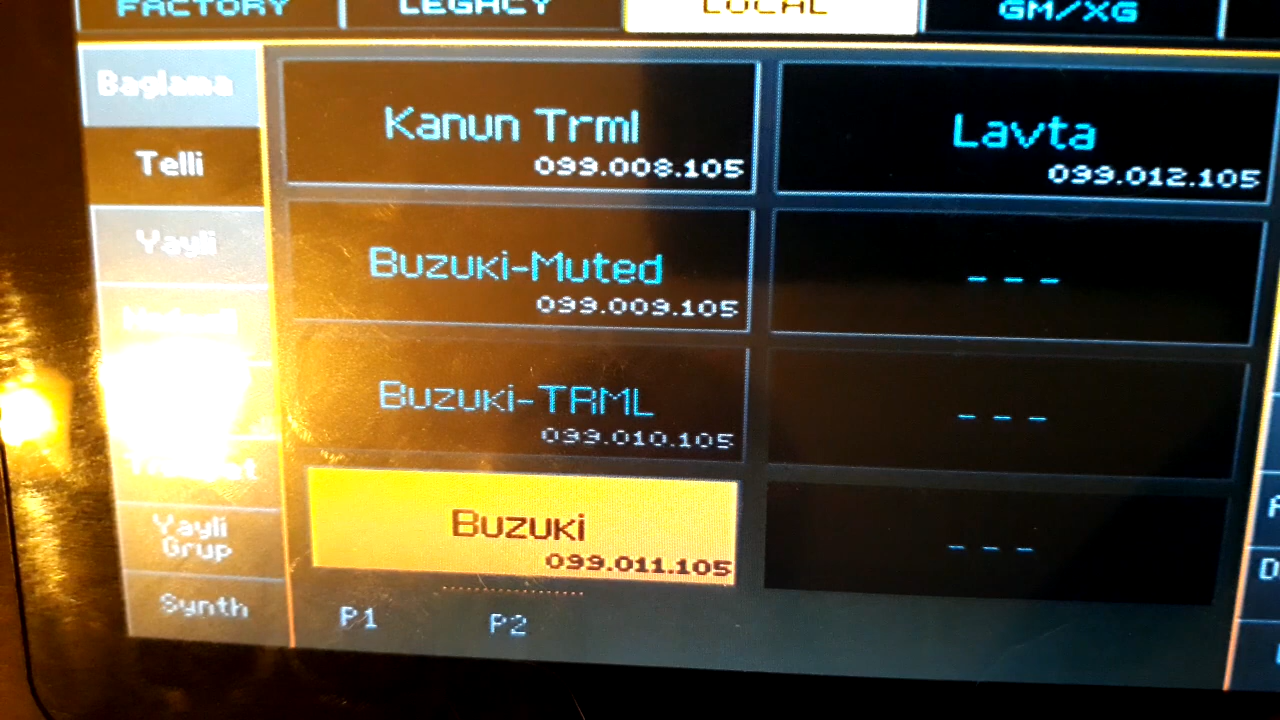 FACTORY
LEGACY
LOCAL
GM/XG
Baglama
Telli
Yayli
Yayli
Grup
Synth
Kanun Trml
099.008.105
Lavta
099.012.105
Buzuki-Muted
099.009.105
- - -
Buzuki-TRML
099.010.105
- - -
Buzuki
099.011.105
- - -
P1
P2